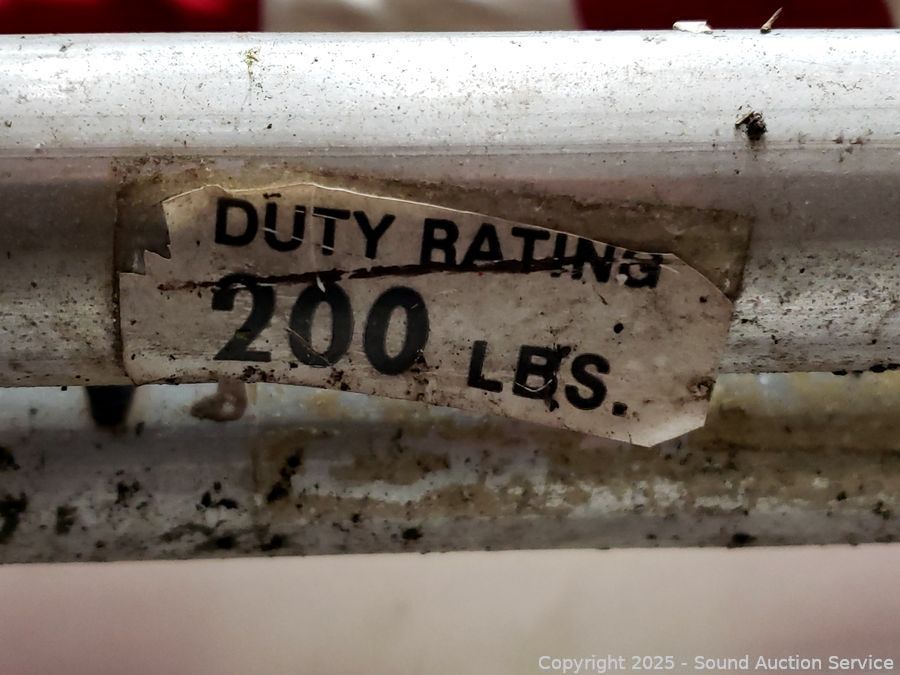 DUTY RATING
200 LBS.
Copyright 2025 - Sound Auction Service